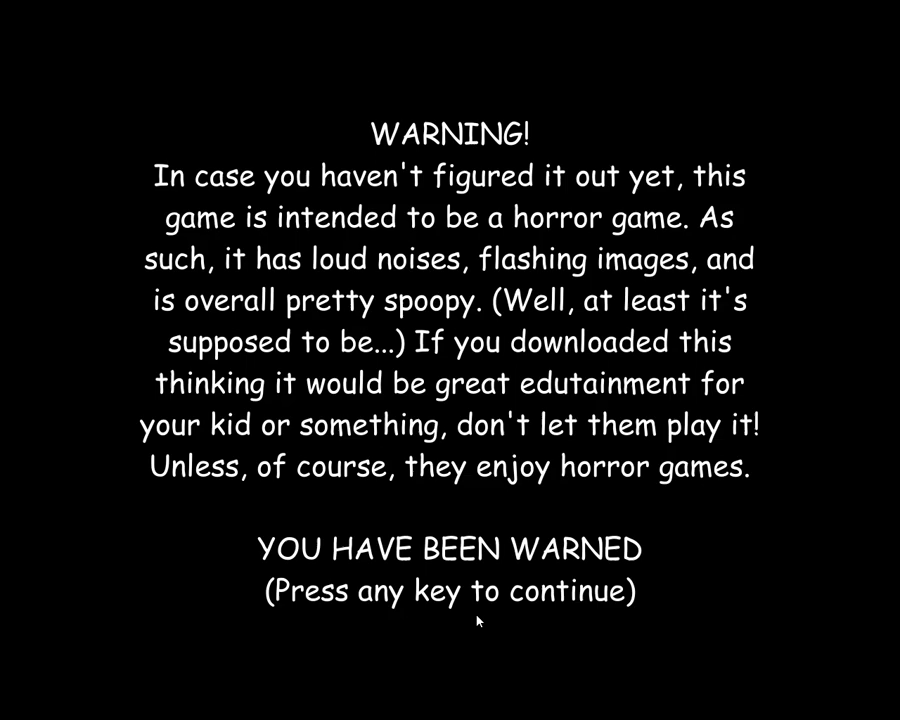 WARNING!
In case you haven't figured it out yet, this
game is intended to be a horror game. As
such, it has loud noises, flashing images, and
is overall pretty spoopy. (Well, at least it's
supposed to be...) If you downloaded this
thinking it would be great edutainment for
your kid or something, don't let them play it!
Unless, of course, they enjoy horror games.
YOU HAVE BEEN WARNED
(Press any key to continue)